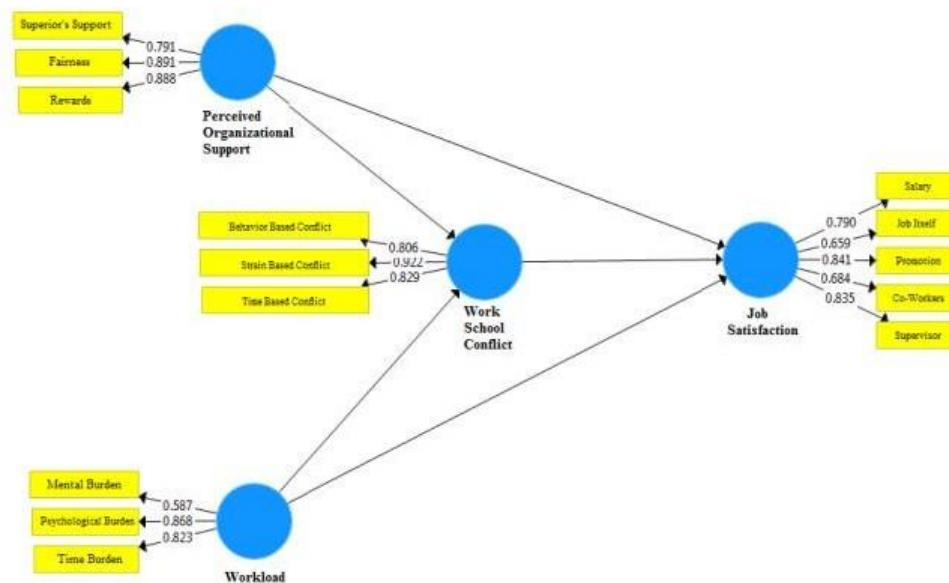 Superior's Support
0.791
Fairness
0.891
Rewards
0.888
Perceived
Organizational
Support
Behavior Based Conflict
0.806
Strain Based Conflict
0.922
Time Based Conflict
0.829
Work
School
Conflict
Salary
0.790
Job Itself
0.659
Promotion
0.841
Co-Workers
0.684
Supervisor
0.835
Job
Satisfaction
Mental Burden
0.587
Psychological Burden
0.868
Time Burden
0.823
Workload